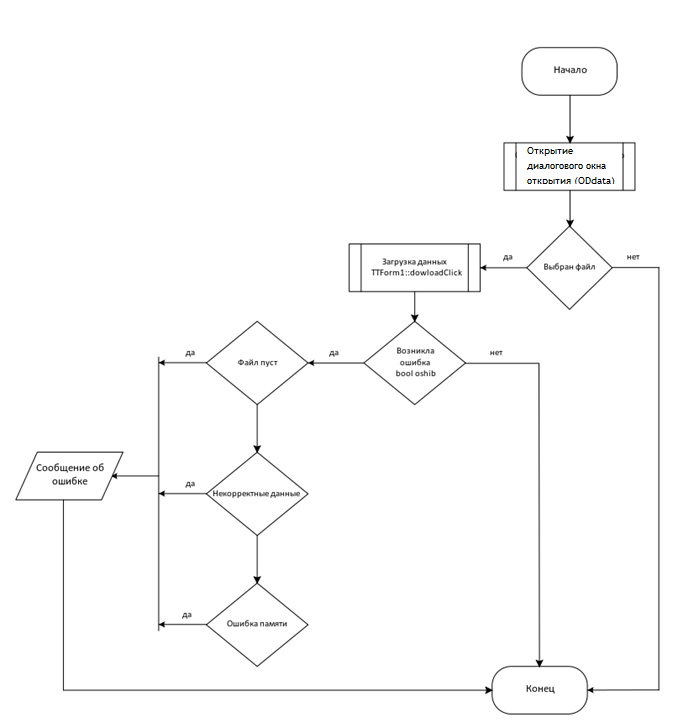 Начало
Открытие
диалогового окна
открытия (ODdata)
Выбран файл
да
нет
Загрузка данных
TTForm1::dowloadClick
Возникла
ошибка
bool oshib
да
нет
Файл пуст
да
Сообщение об
ошибке
Некорректные данные
да
Ошибка памяти
да
Конец